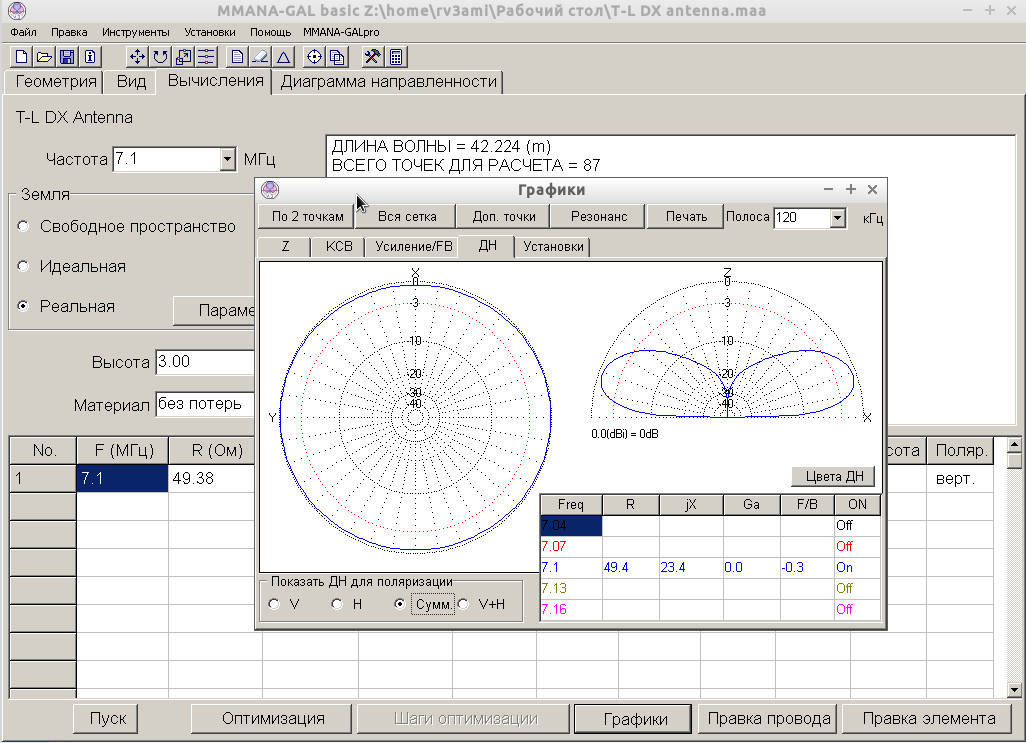 MMANA-GAL basic Z:\home\rv3ami\Рабочий стол\T-L DX antenna.maa
Файл Правка Инструменты Установки Помощь MMANA-GALpro
Геометрия Вид Вычисления Диаграмма направленности
T-L DX Antenna
Частота 7.1 МГц
ДЛИНА ВОЛНЫ = 42.224 (m)
ВСЕГО ТОЧЕК ДЛЯ РАСЧЕТА = 87
Земля
Свободное пространство
Идеальная
Реальная
Параме
Высота 3.00
Материал без потерь
Графики
По 2 точкам Вся сетка Доп. точки Резонанс Печать Полоса 120 кГц
Z КСВ Усиление/FB ДН Установки
X
0
-3
-10
-20
-30
-40
Y
Z
0
-3
-10
-20
-30
-40
X
0.0(dBi) = 0dB
Цвета ДН
Freq R jX Ga F/B ON
7.04 Off
7.07 Off
7.1 49.4 23.4 0.0 -0.3 On
7.13 Off
7.16 Off
Показать ДН для поляризации
V H Сумм. V+H
No. F (МГц) R (Ом) сота Поляр.
1 7.1 49.38 верт.
Пуск Оптимизация Шаги оптимизации Графики Правка провода Правка элемента